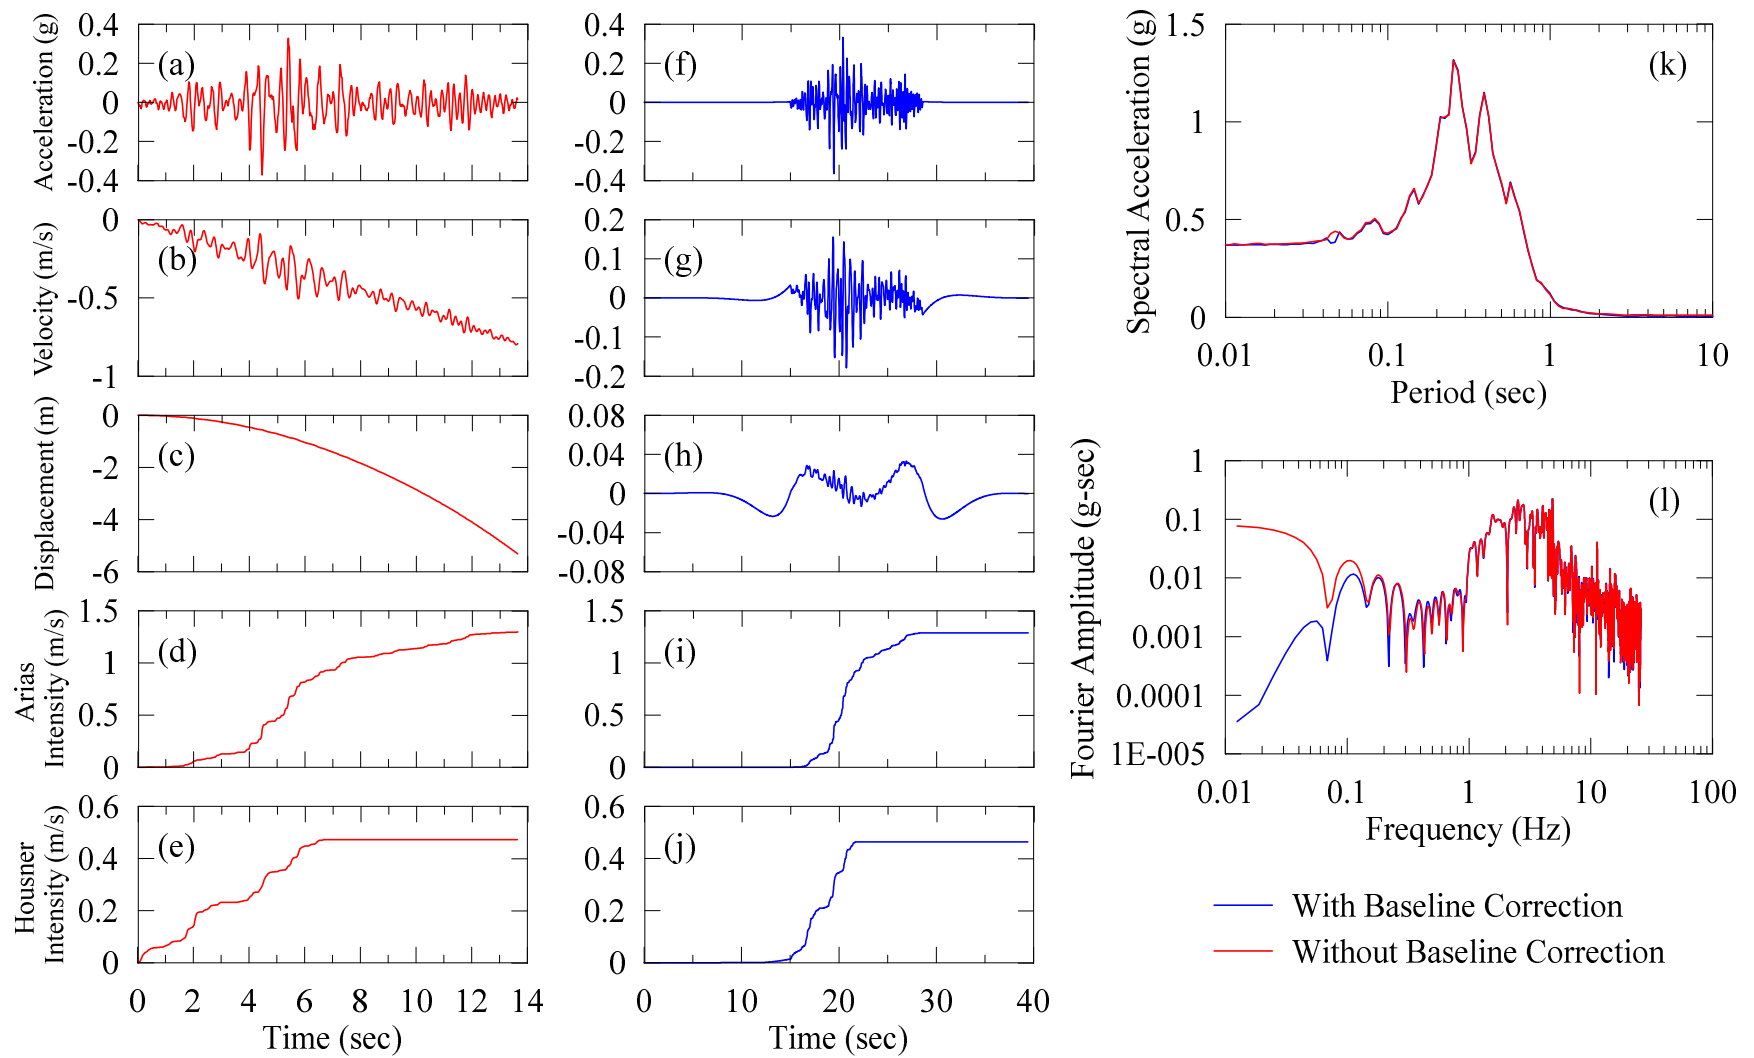 Acceleration (g)
0.4
0.2
0
-0.2
-0.4
(a)
Velocity (m/s)
0
-0.5
-1
(b)
Displacement (m)
0
-2
-4
-6
(c)
Arias
Intensity (m/s)
1.5
1
0.5
0
(d)
Housner
Intensity (m/s)
0.6
0.4
0.2
0
(e)
0 2 4 6 8 10 12 14
Time (sec)
0.4
0.2
0
-0.2
-0.4
(f)
0.2
0.1
0
-0.1
-0.2
(g)
0.08
0.04
0
-0.04
-0.08
(h)
1.5
1
0.5
0
(i)
0.6
0.4
0.2
0
(j)
0 10 20 30 40
Time (sec)
Spectral Acceleration (g)
1.5
1
0.5
0
(k)
0.01 0.1 1 10
Period (sec)
Fourier Amplitude (g-sec)
1
0.1
0.01
0.001
0.0001
1E-005
(l)
0.01 0.1 1 10 100
Frequency (Hz)
With Baseline Correction
Without Baseline Correction